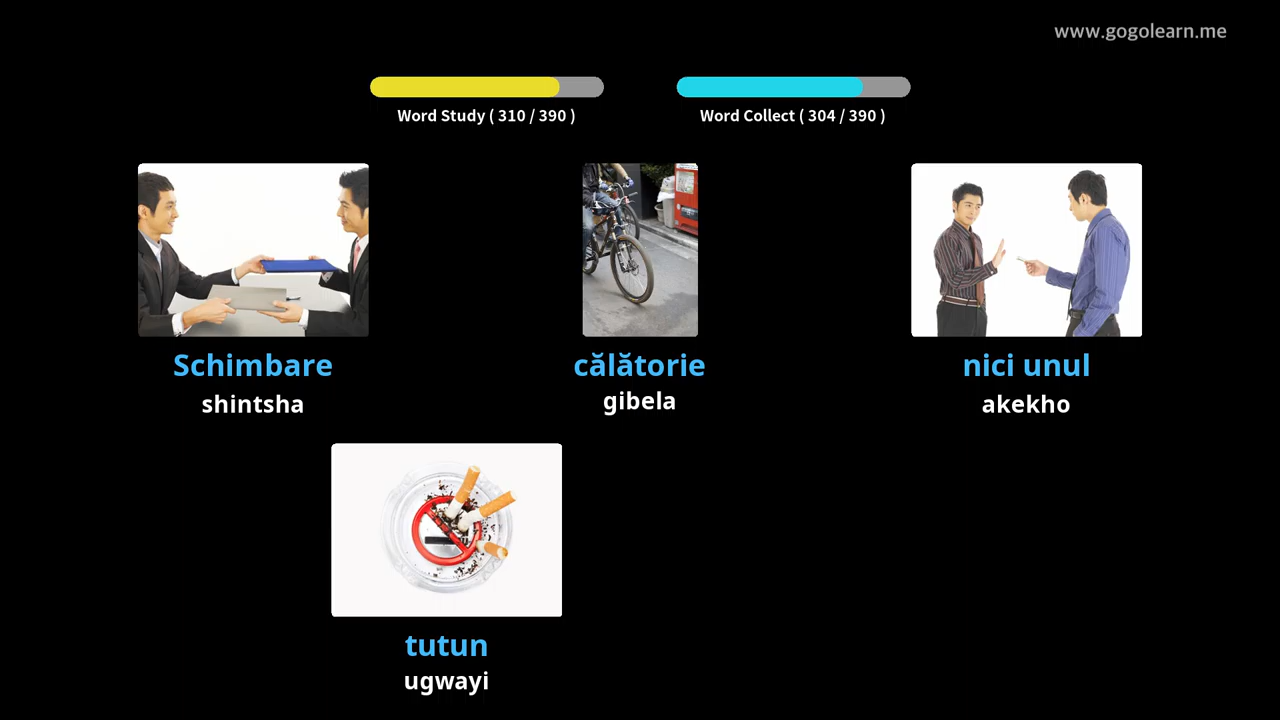 www.gogolearn.me
Word Study ( 310 / 390 )
Word Collect ( 304 / 390 )
Schimbare
shintsha
călătorie
gibela
nici unul
akekho
tutun
ugwayi